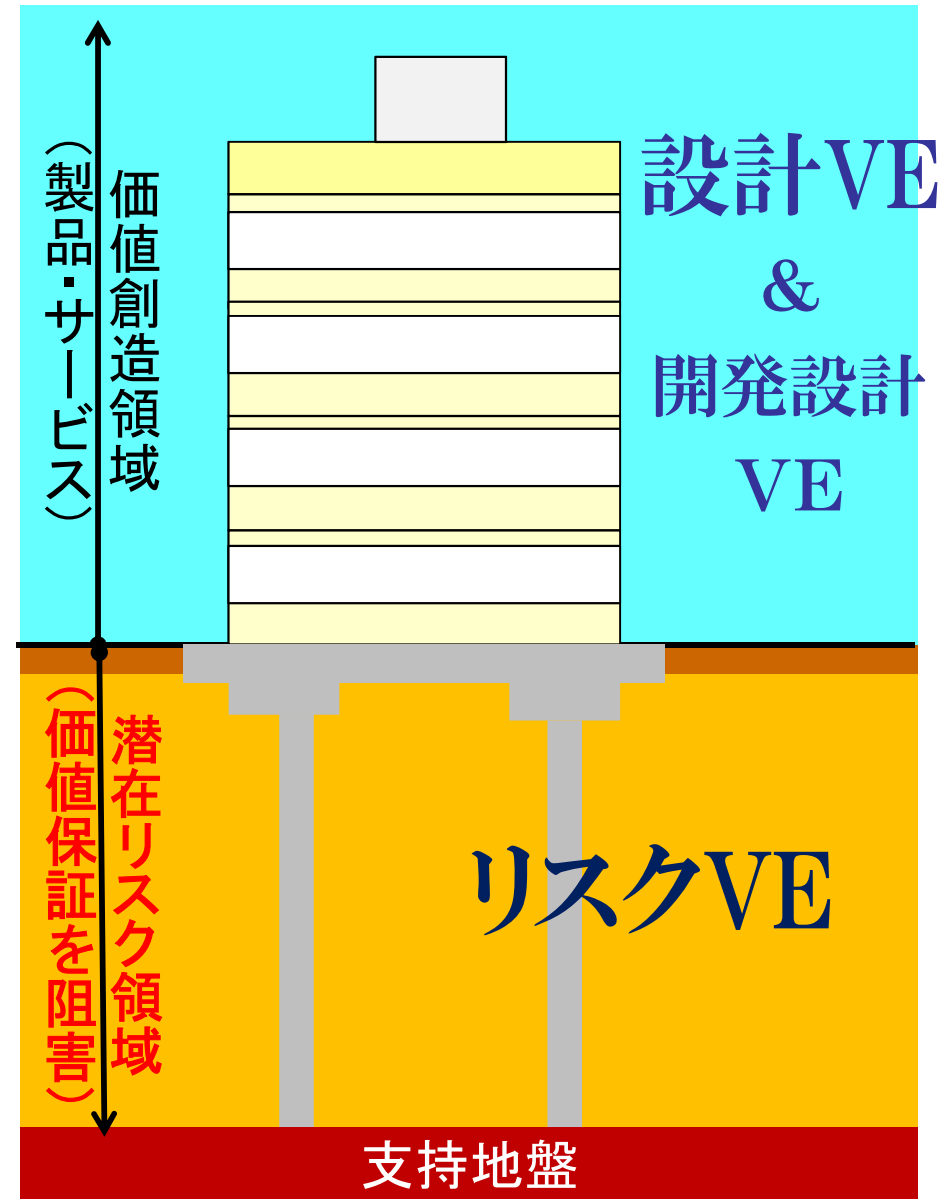 設計VE
&
開発設計
VE
価値創造領域
（製品・サービス）
潜在リスク領域
（価値保証を阻害）
リスクVE
支持地盤